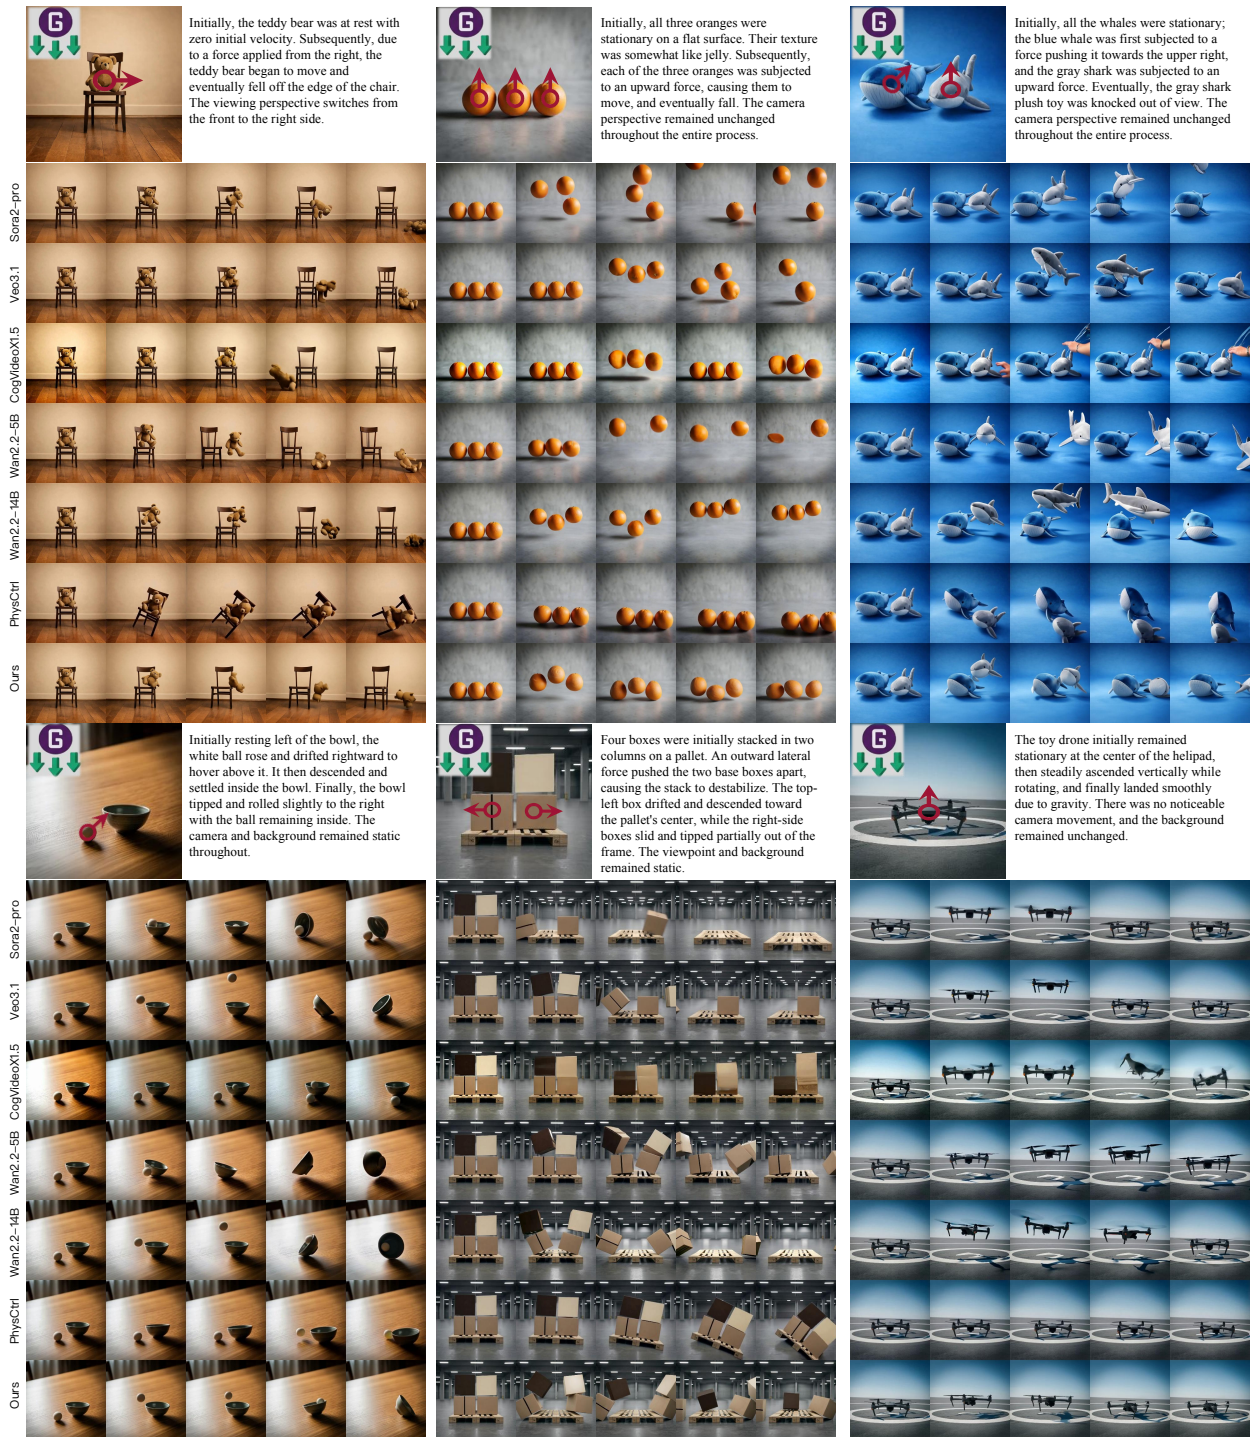 G
Initially, the teddy bear was at rest with
zero initial velocity. Subsequently, due
to a force applied from the right, the
teddy bear began to move and
eventually fell off the edge of the chair.
The viewing perspective switches from
the front to the right side.
G
Initially, all three oranges were
stationary on a flat surface. Their texture
was somewhat like jelly. Subsequently,
each of the three oranges was subjected
to an upward force, causing them to
move, and eventually fall. The camera
perspective remained unchanged
throughout the entire process.
G
Initially, all the whales were stationary;
the blue whale was first subjected to a
force pushing it towards the upper right,
and the gray shark was subjected to an
upward force. Eventually, the gray shark
plush toy was knocked out of view. The
camera perspective remained unchanged
throughout the entire process.
Sora2-pro
Veo3.1
CogVideoX1.5
Wan2.2-5B
Wan2.2-14B
PhysCtrl
Ours
G
Initially resting left of the bowl, the
white ball rose and drifted rightward to
hover above it. It then descended and
settled inside the bowl. Finally, the bowl
tipped and rolled slightly to the right
with the ball remaining inside. The
camera and background remained static
throughout.
G
Four boxes were initially stacked in two
columns on a pallet. An outward lateral
force pushed the two base boxes apart,
causing the stack to destabilize. The top-
left box drifted and descended toward
the pallet's center, while the right-side
boxes slid and tipped partially out of the
frame. The viewpoint and background
remained static.
G
The toy drone initially remained
stationary at the center of the helipad,
then steadily ascended vertically while
rotating, and finally landed smoothly
due to gravity. There was no noticeable
camera movement, and the background
remained unchanged.
Sora2-pro
Veo3.1
CogVideoX1.5
Wan2.2-5B
Wan2.2-14B
PhysCtrl
Ours